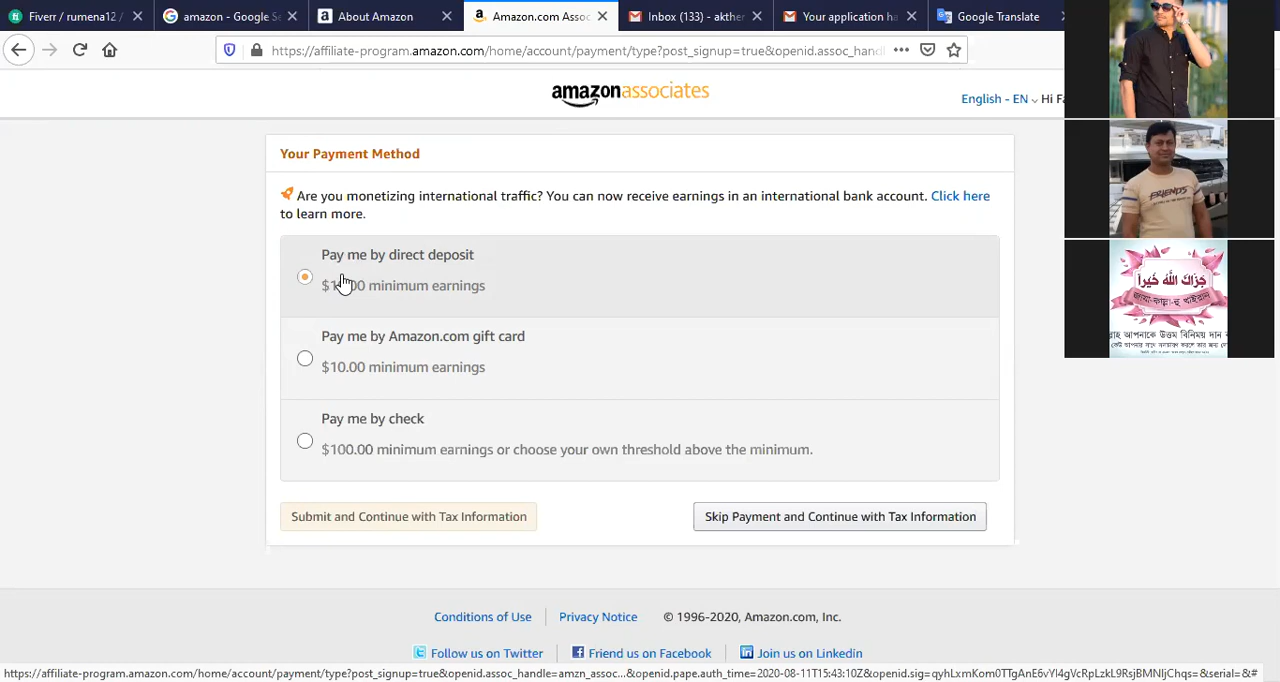 Fiverr / rumena12 /
amazon - Google Se
About Amazon
Amazon.com Assoc
Inbox (133) - akther
Your application ha
Google Translate
https://affiliate-program.amazon.com/home/account/payment/type?post_signup=true&openid.assoc_hand
amazonassociates
English - EN Hi Fa
Your Payment Method
Are you monetizing international traffic? You can now receive earnings in an international bank account. Click here
to learn more.
Pay me by direct deposit
minimum earnings
Pay me by Amazon.com gift card
$10.00 minimum earnings
Pay me by check
$100.00 minimum earnings or choose your own threshold above the minimum.
Submit and Continue with Tax Information
Skip Payment and Continue with Tax Information
FRIENDS
جَزَاكَ اللَّهُ خَيْرًا
জাযা-কাল্লা-হু খাইরান
Conditions of Use
Privacy Notice
© 1996-2020, Amazon.com, Inc.
Follow us on Twitter
Friend us on Facebook
Join us on Linkedin